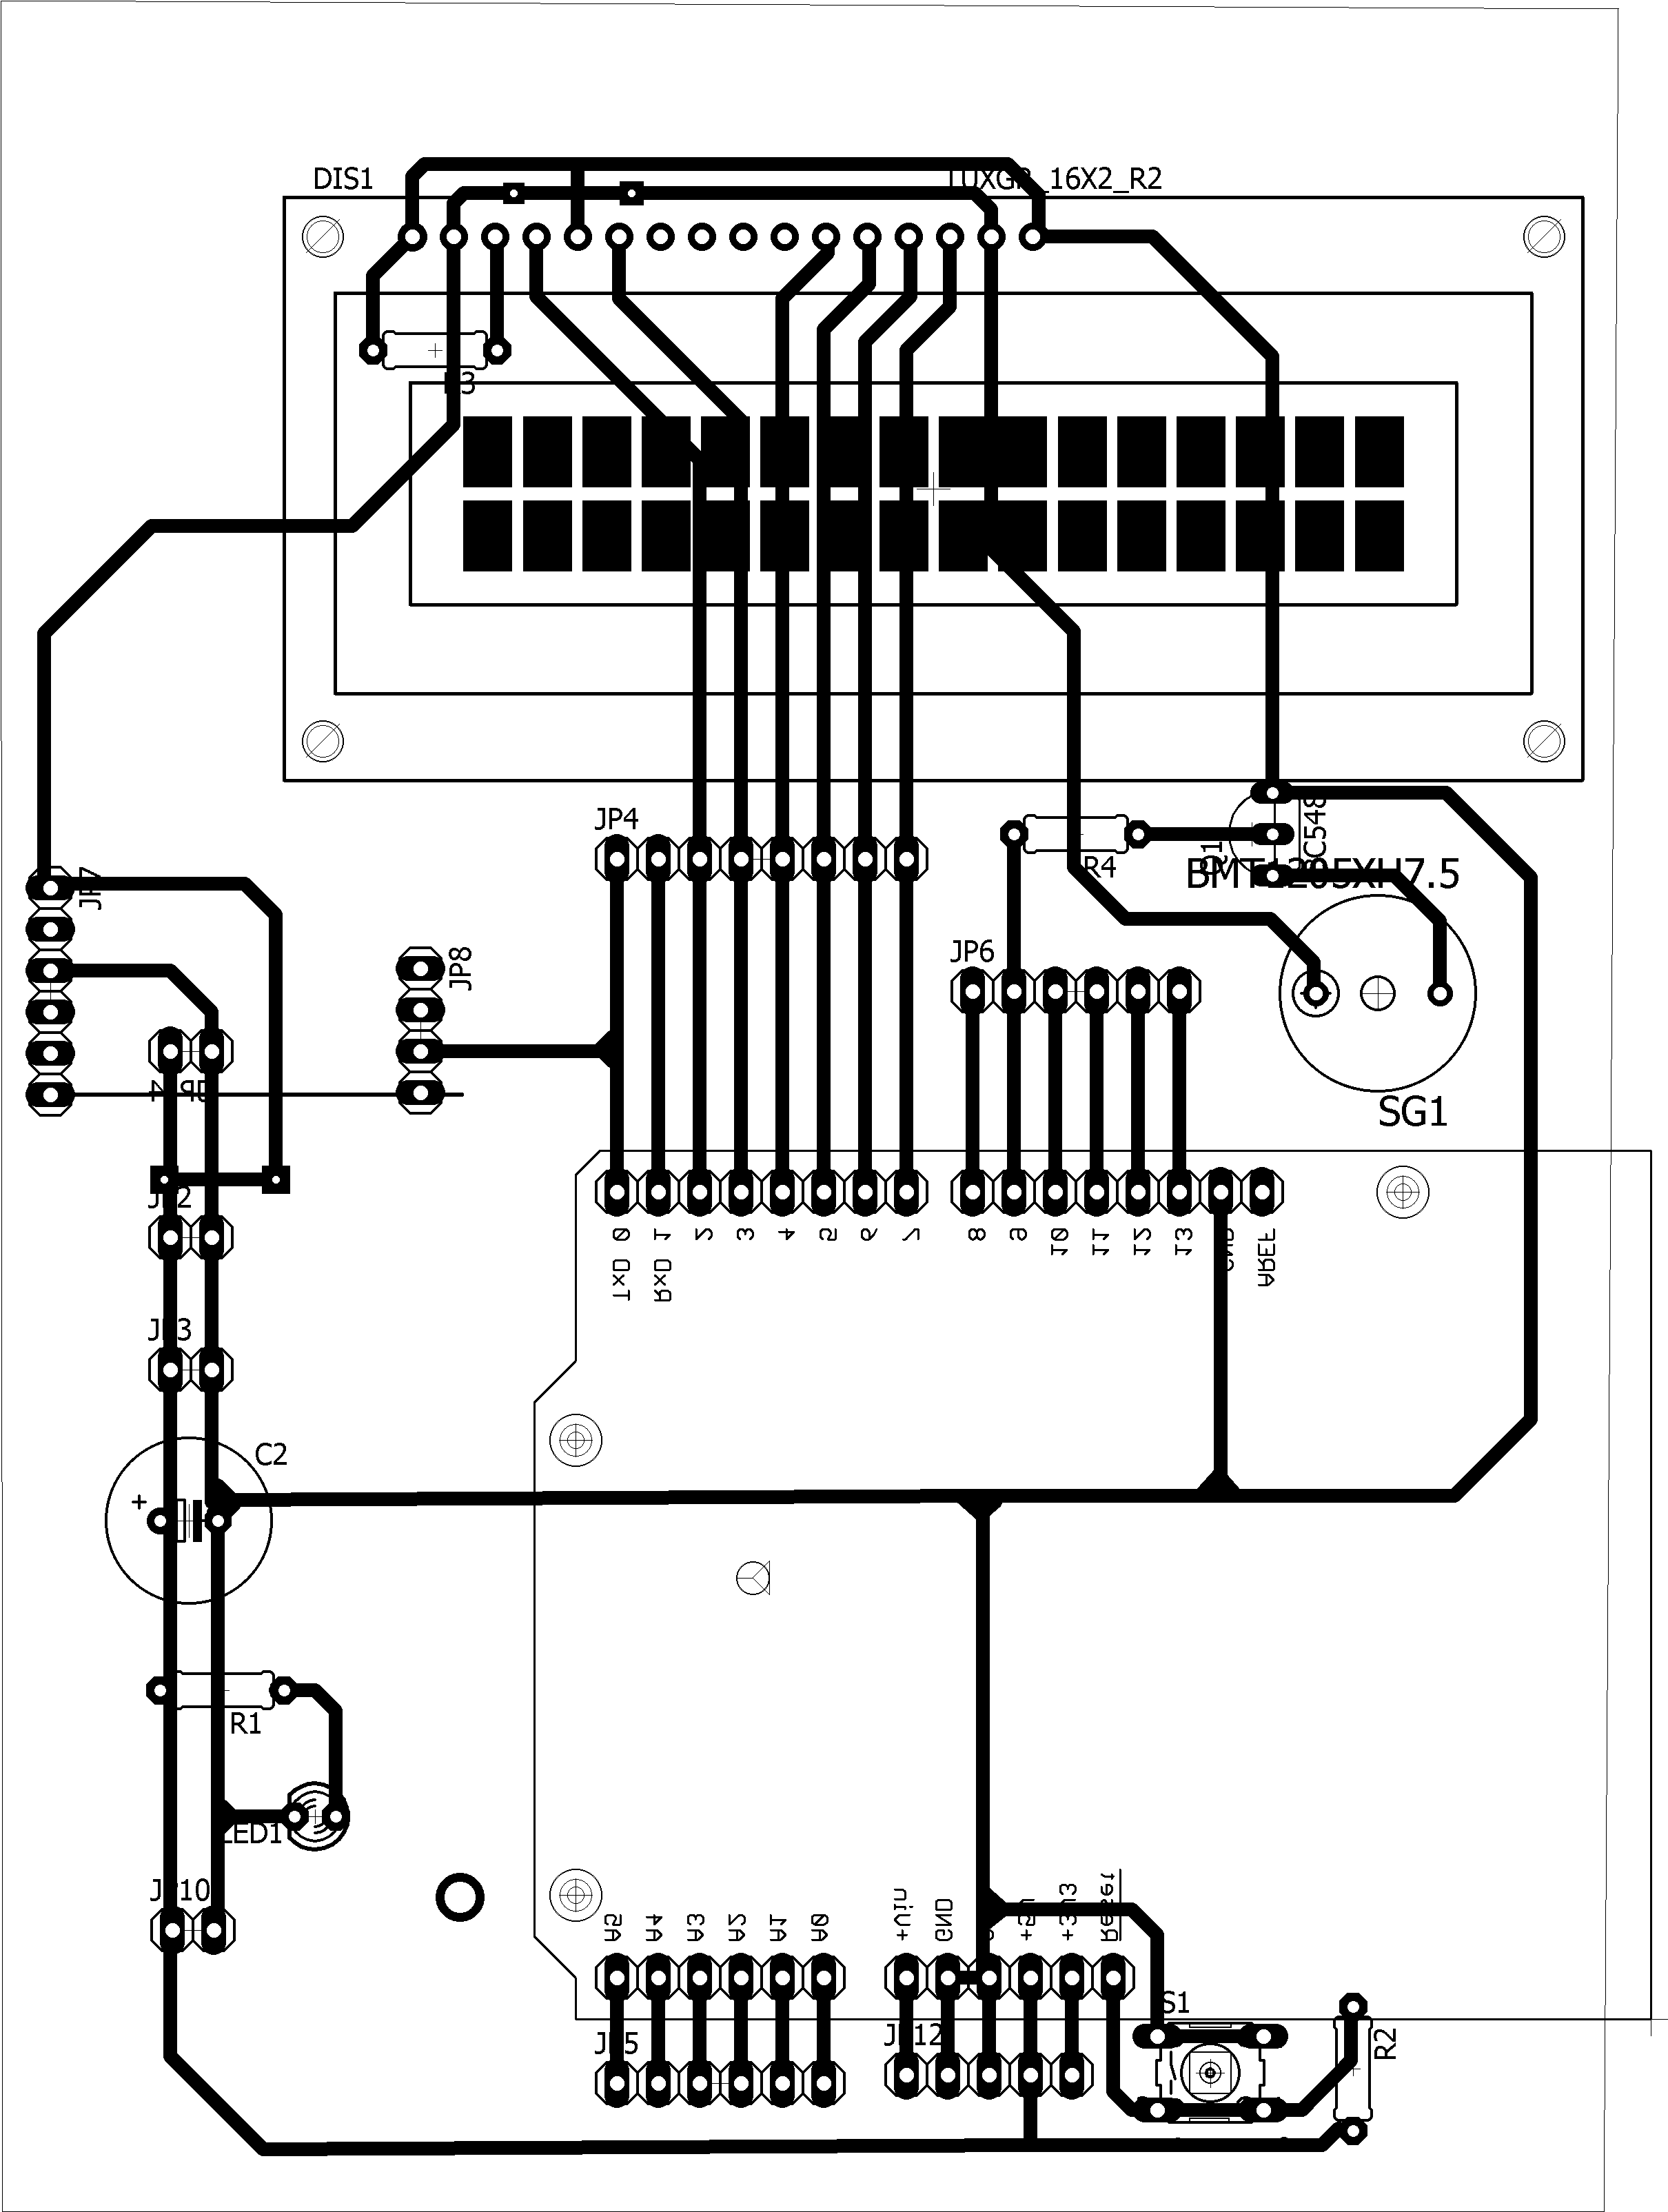 DIS1
16X2_R2
R3
JP4
BC548
Q1
R4
BMT1205XH7.5
JP7
JP8
JP6
SG1
JP2
TxD 0
RxD 1
2
3
4
5
6
7
8
9
10
11
12
13
GND
AREF
JP3
C2
+
R1
LED1
JP10
A5
A4
A3
A2
A1
A0
+Vin
GND
+5V
+3V3
Reset
S1
JP5
JP12
R2